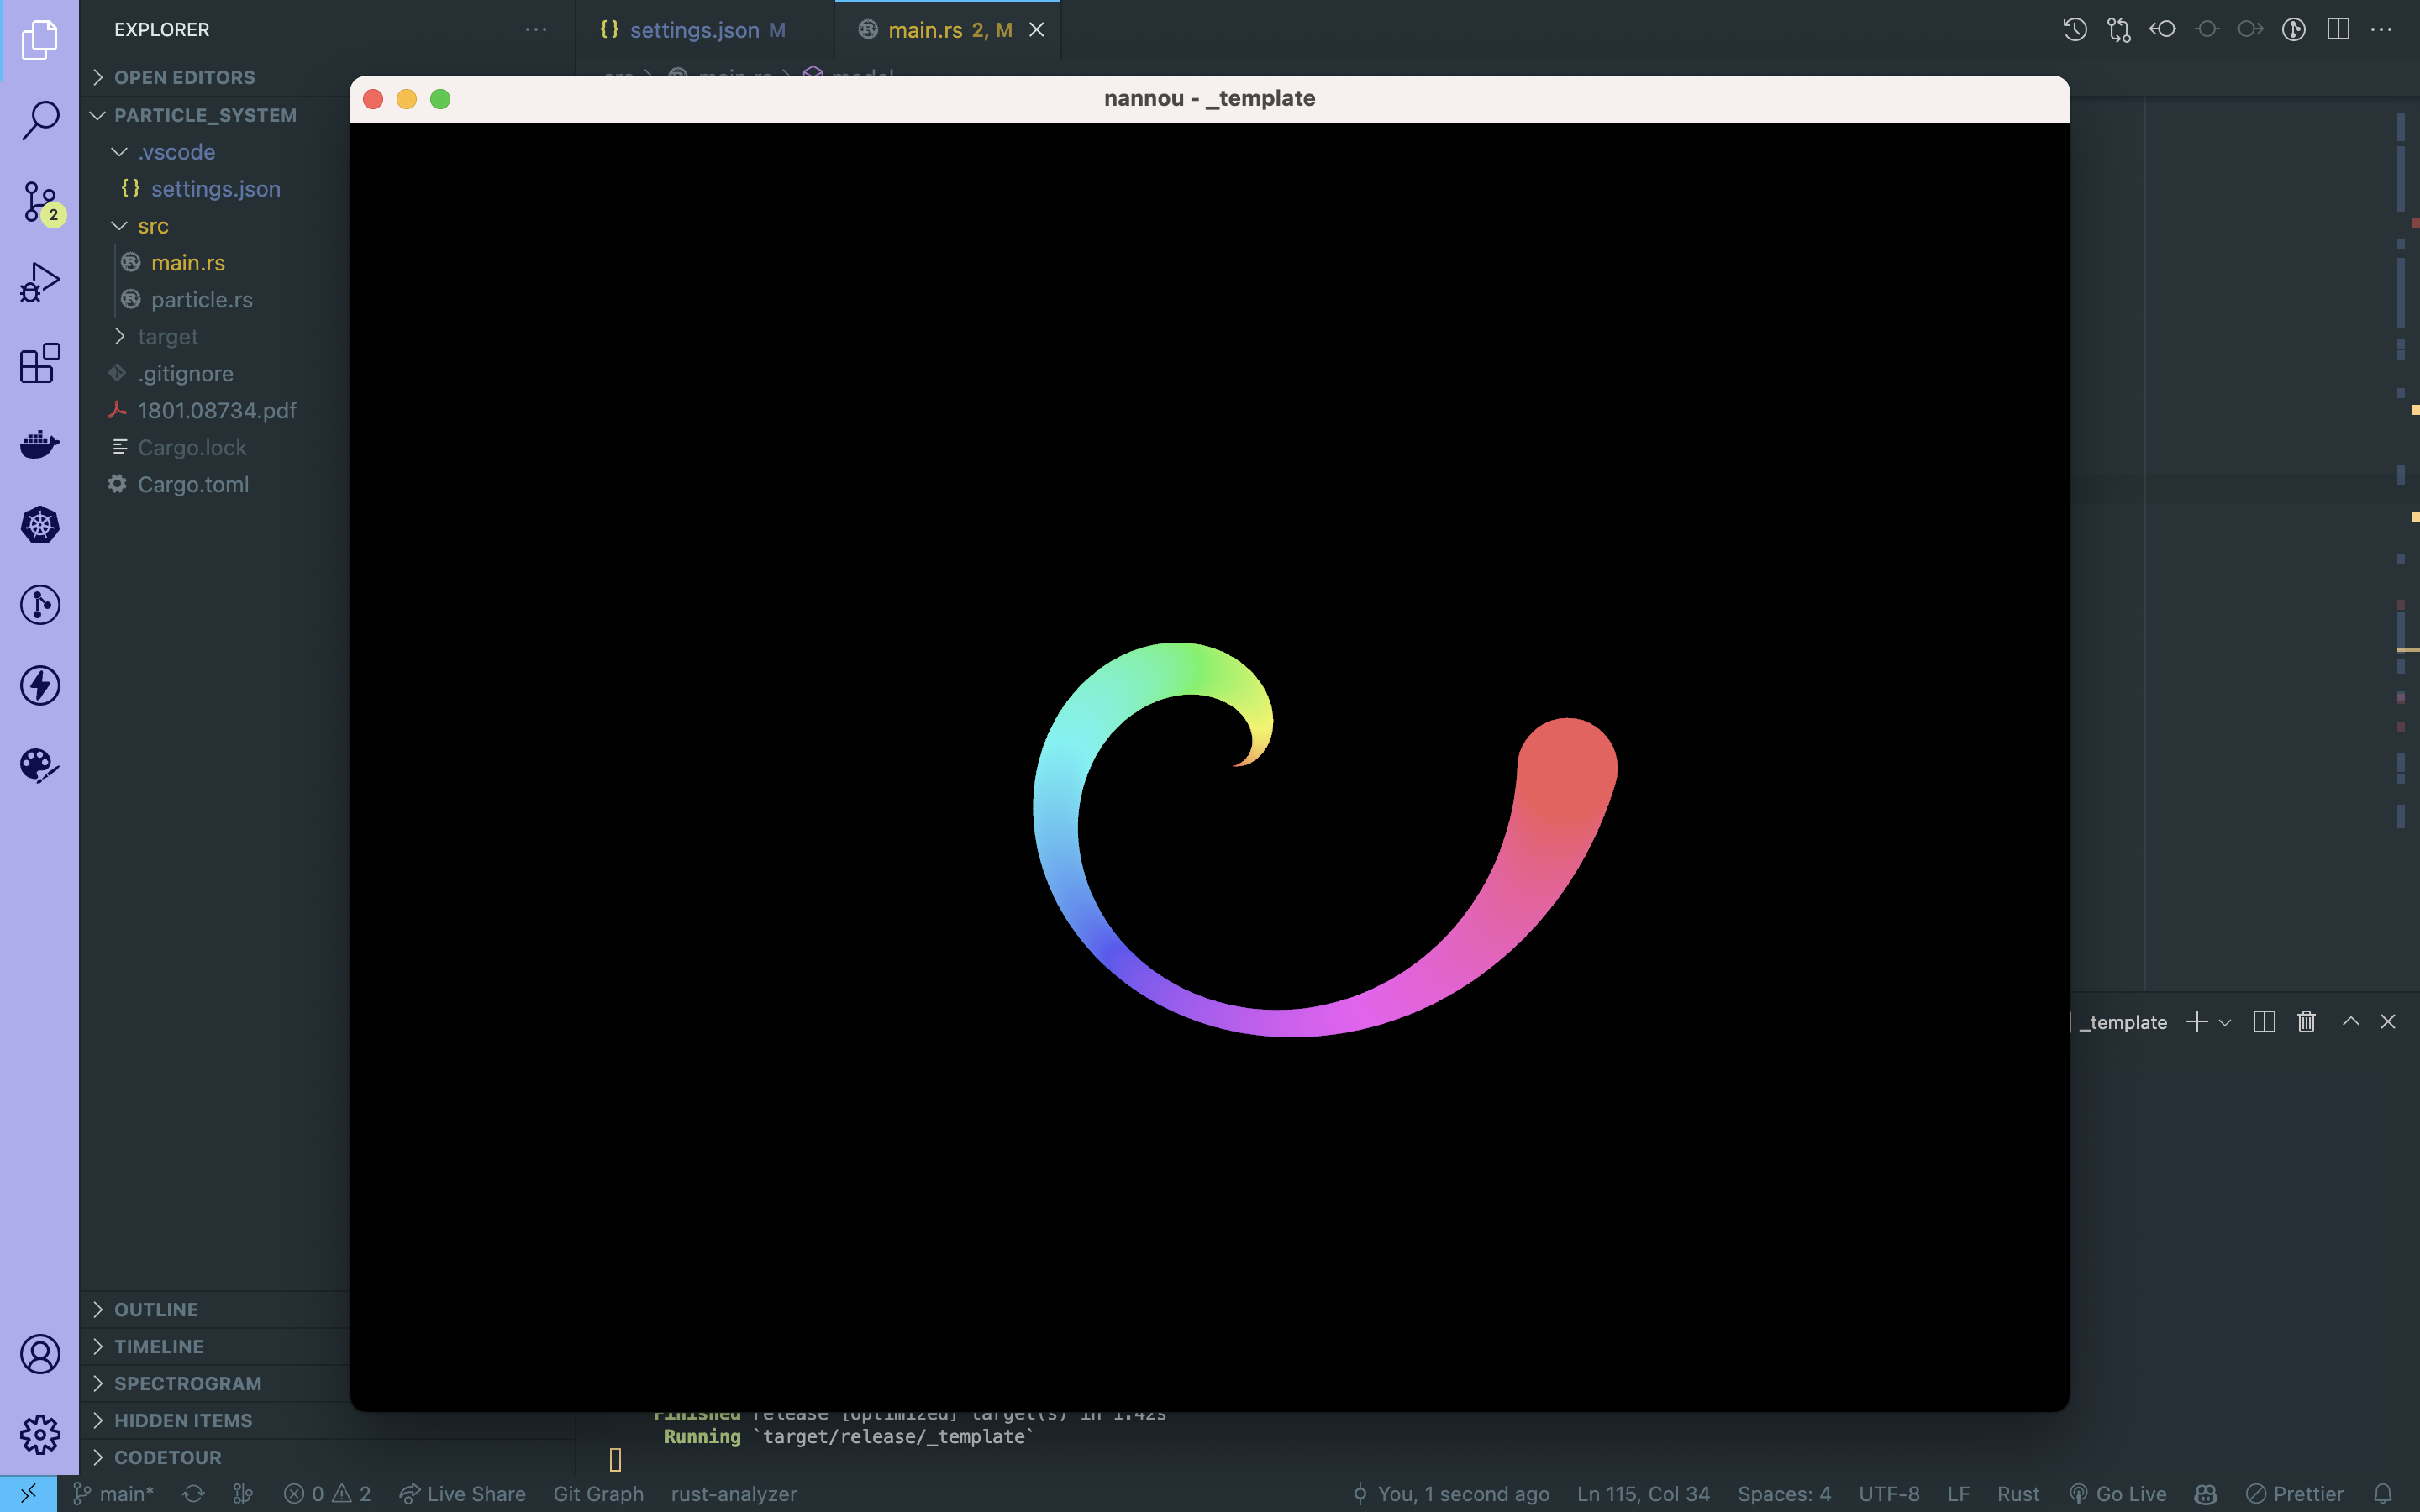 EXPLORER
OPEN EDITORS
PARTICLE_SYSTEM
.vscode
{} settings.json
src
main.rs
particle.rs
target
.gitignore
1801.08734.pdf
Cargo.lock
Cargo.toml
OUTLINE
TIMELINE
SPECTROGRAM
HIDDEN ITEMS
CODETOUR
2
{} settings.json M
main.rs 2, M
nannou - _template
_template
Finished release [optimized] target(s) in 1.42s
Running `target/release/_template`
main* 0 2 Live Share Git Graph rust-analyzer You, 1 second ago Ln 115, Col 34 Spaces: 4 UTF-8 LF Rust Go Live Prettier